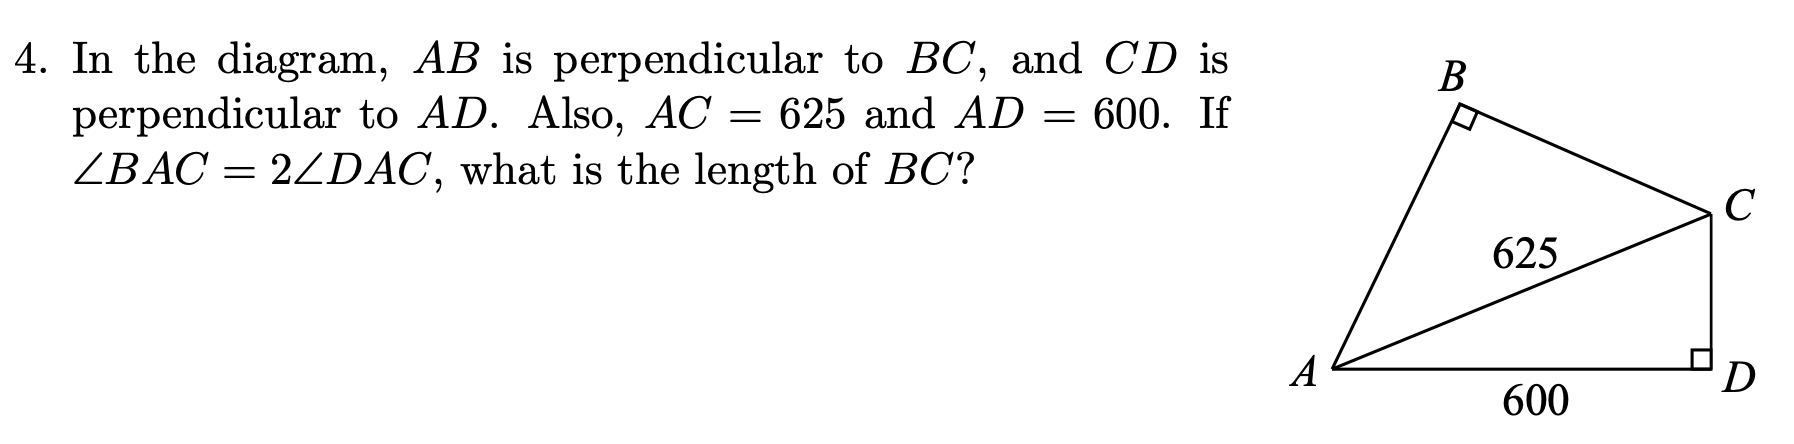 4. In the diagram, AB is perpendicular to BC, and CD is
perpendicular to AD. Also, AC = 625 and AD = 600. If
∠BAC = 2∠DAC, what is the length of BC?
B
C
625
A
D
600